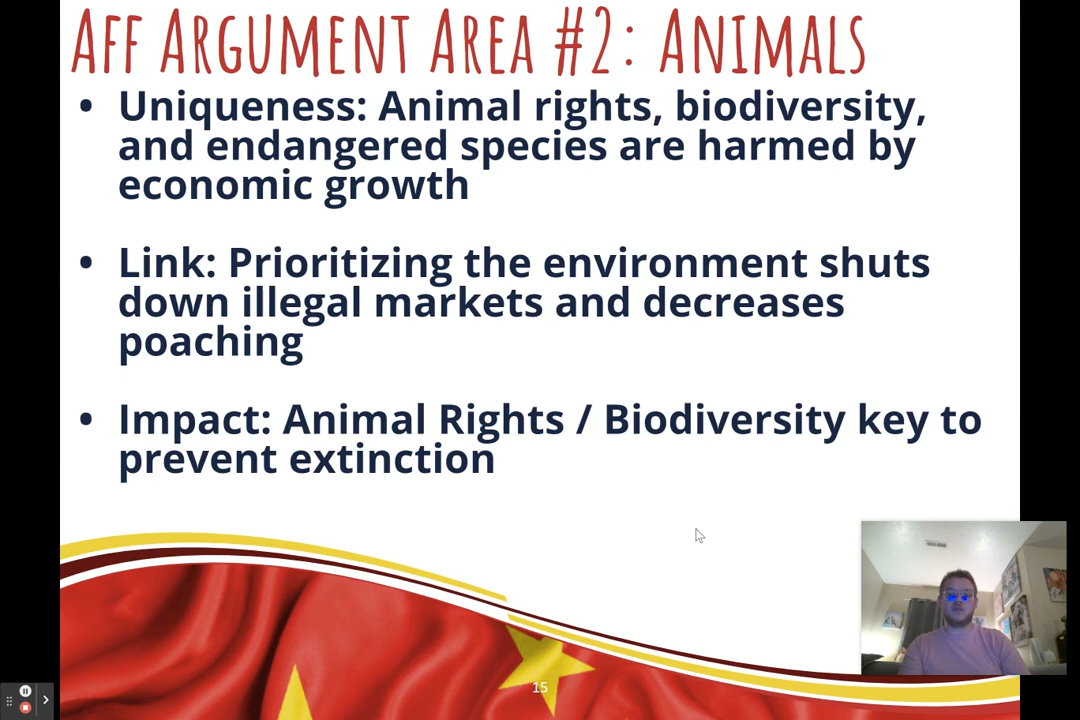 AFF ARGUMENT AREA #2: ANIMALS
• Uniqueness: Animal rights, biodiversity,
and endangered species are harmed by
economic growth
• Link: Prioritizing the environment shuts
down illegal markets and decreases
poaching
• Impact: Animal Rights / Biodiversity key to
prevent extinction
15